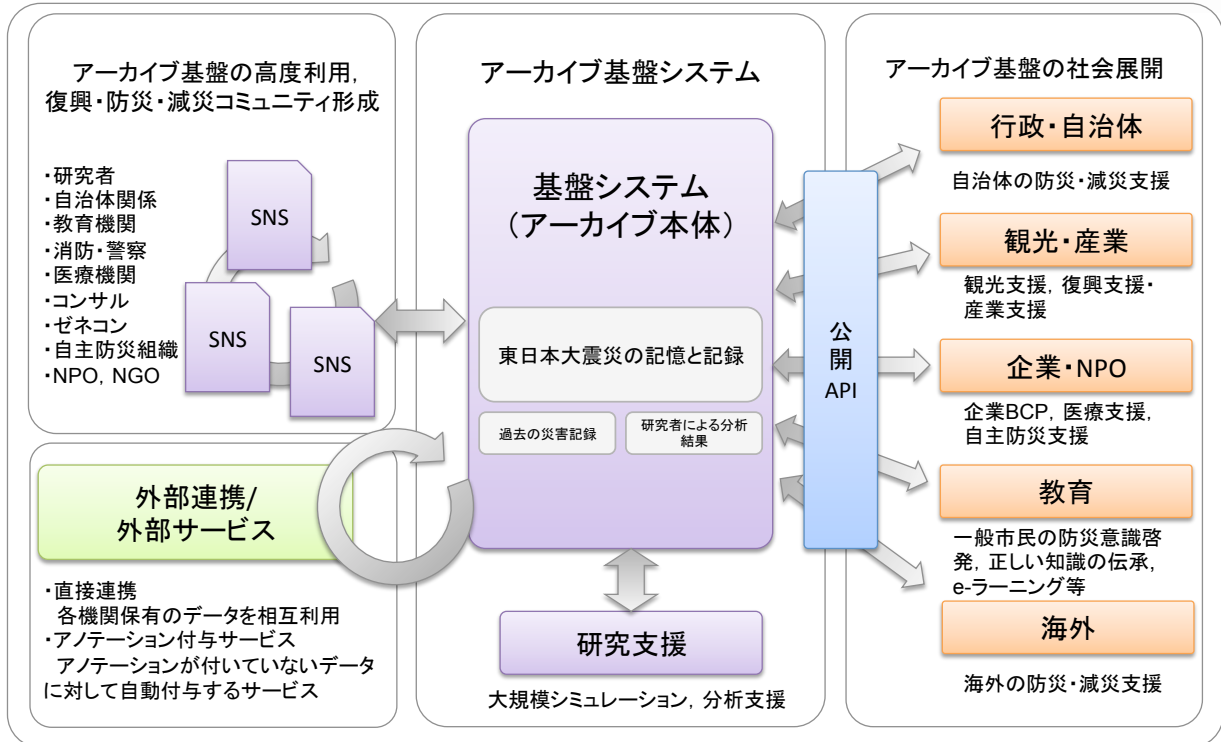 アーカイブ基盤の高度利用,
復興・防災・減災コミュニティ形成
・研究者
・自治体関係
・教育機関
・消防・警察
・医療機関
・コンサル
・ゼネコン
・自主防災組織
・NPO, NGO
SNS
SNS
SNS
外部連携/
外部サービス
・直接連携
各機関保有のデータを相互利用
・アノテーション付与サービス
アノテーションが付いていないデータ
に対して自動付与するサービス
アーカイブ基盤システム
基盤システム
（アーカイブ本体）
東日本大震災の記憶と記録
過去の災害記録
研究者による分析
結果
研究支援
大規模シミュレーション, 分析支援
公
開
API
アーカイブ基盤の社会展開
行政・自治体
自治体の防災・減災支援
観光・産業
観光支援, 復興支援・
産業支援
企業・NPO
企業BCP, 医療支援,
自主防災支援
教育
一般市民の防災意識啓
発, 正しい知識の伝承,
e-ラーニング等
海外
海外の防災・減災支援